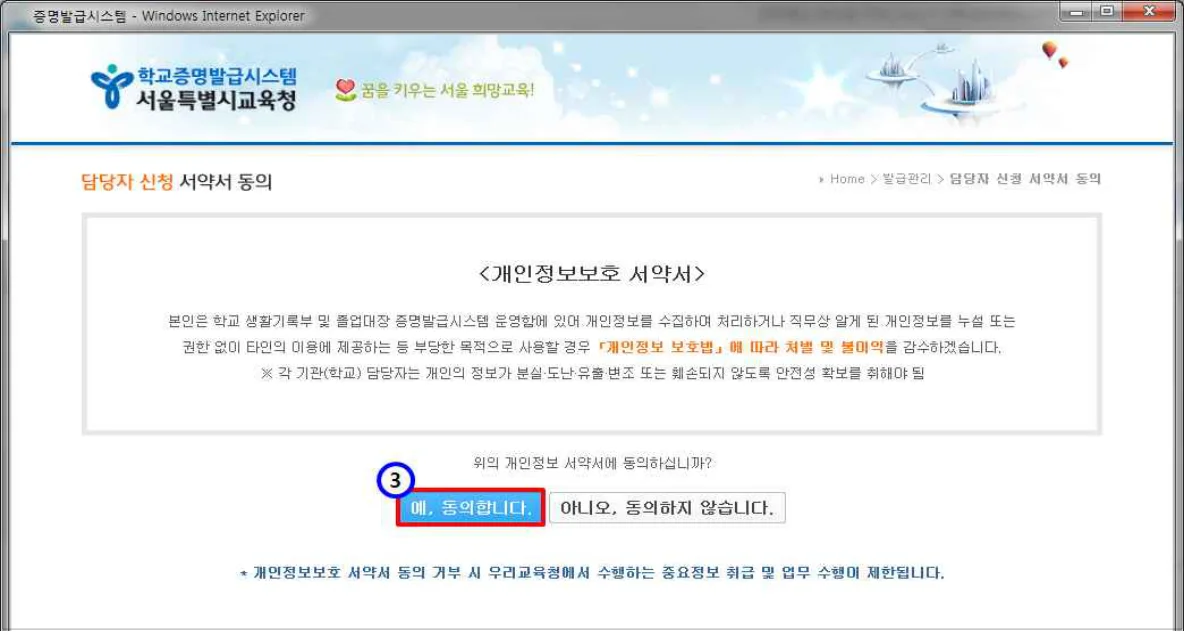 증명발급시스템 - Windows Internet Explorer
학교증명발급시스템
서울특별시교육청
꿈을 키우는 서울 희망교육!
담당자 신청 서약서 동의
Home > 발급관리 > 담당자 신청 서약서 동의
<개인정보보호 서약서>
본인은 학교 생활기록부 및 졸업대장 증명발급시스템 운영함에 있어 개인정보를 수집하여 처리하거나 직무상 알게 된 개인정보를 누설 또는
권한 없이 타인의 이용에 제공하는 등 부당한 목적으로 사용할 경우 「개인정보 보호법」에 따라 처벌 및 불이익을 감수하겠습니다.
※ 각 기관(학교) 담당자는 개인의 정보가 분실·도난·유출·변조 또는 훼손되지 않도록 안전성 확보를 취해야 됨
위의 개인정보 서약서에 동의하십니까?
3
예, 동의합니다.
아니오, 동의하지 않습니다.
* 개인정보보호 서약서 동의 거부 시 우리교육청에서 수행하는 중요정보 취급 및 업무 수행이 제한됩니다.